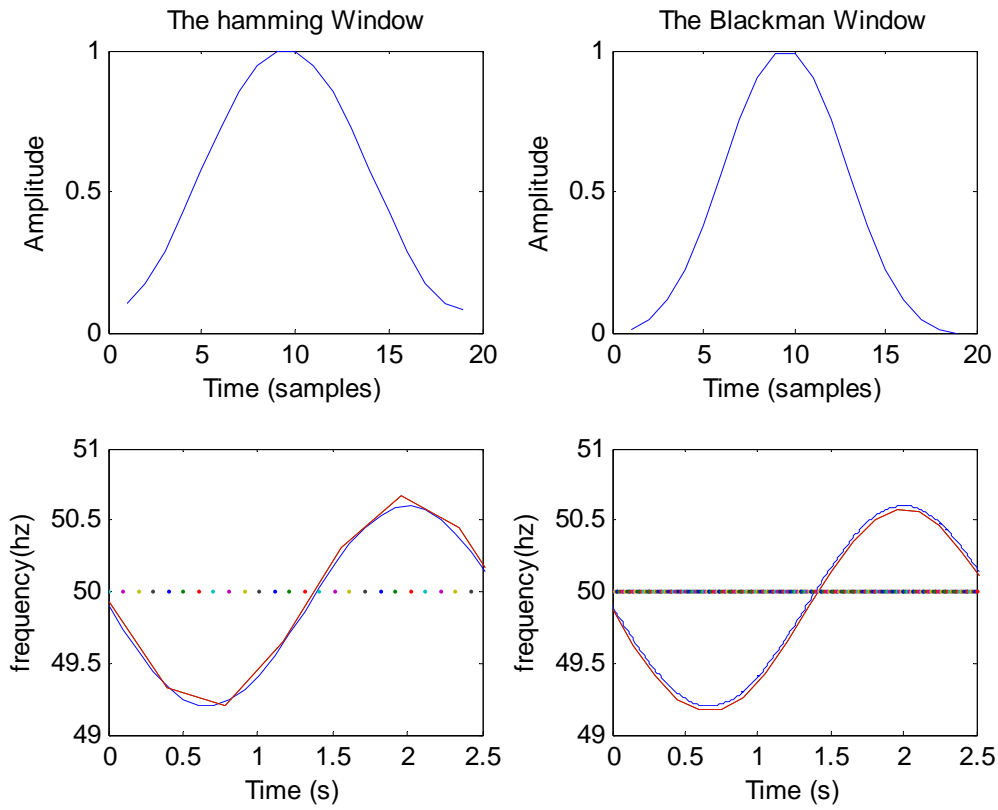 The hamming Window
1
0.5
0
Amplitude
0 5 10 15 20
Time (samples)
The Blackman Window
1
0.5
0
Amplitude
0 5 10 15 20
Time (samples)
51
50.5
50
49.5
49
frequency(hz)
0 0.5 1 1.5 2 2.5
Time (s)
51
50.5
50
49.5
49
frequency(hz)
0 0.5 1 1.5 2 2.5
Time (s)